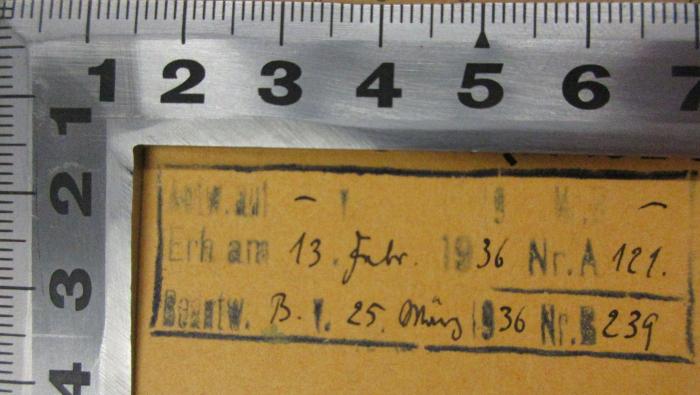 1 2 3 4 5 6 7
1
2
3
4
Antw. auf – v. 19 Nr. B –
Erh. am 13. Febr. 1936 Nr. A 121.
Beantw. B. v. 25. März 1936 Nr. B 239